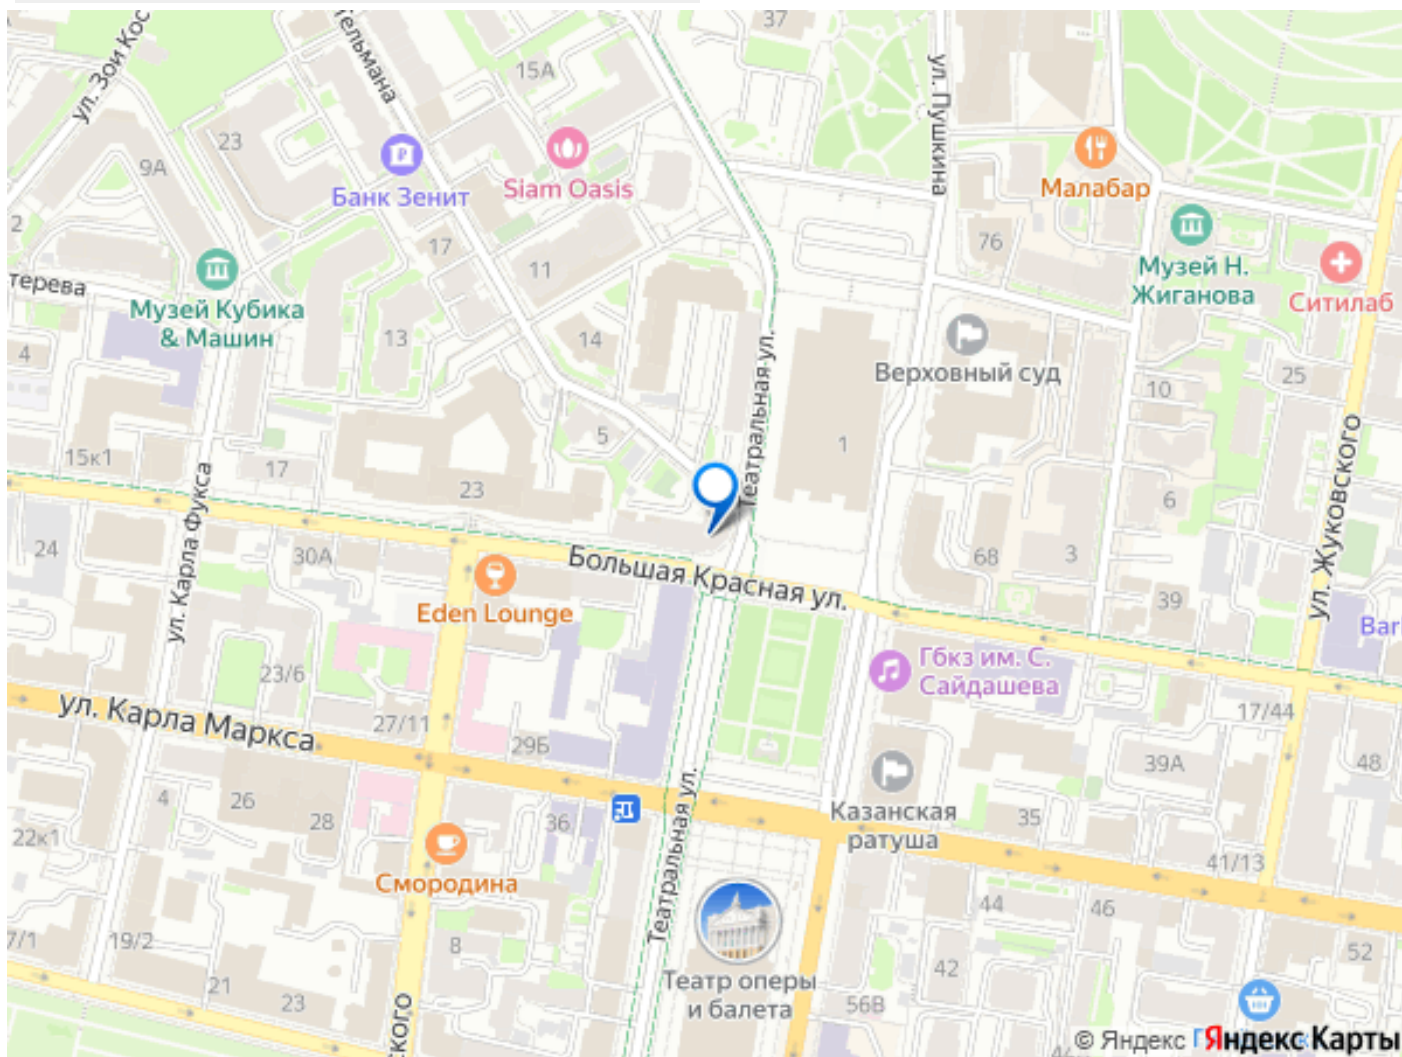 37
ул. Зои Кос
тельмана
15А
ул. Пушкина
23
9А
Банк Зенит
Siam Oasis
Малабар
2
17
11
76
Музей Н.
Жиганова
Ситилаб
терева
Музей Кубика
& Машин
13
14
Театральная ул.
Верховный суд
4
10
25
15к1
17
5
1
ул. Карла Фукса
23
6
ул. Жуковского
24
30А
Большая Красная ул.
68
3
Eden Lounge
39
Bar
23/6
Гбкз им. С.
Сайдашева
ул. Карла Маркса
27/11
29Б
17/44
39А
48
4
26
28
36
Театральная ул.
Казанская
ратуша
35
22к1
Смородина
41/13
44
46
7/1
19/2
8
52
21
23
Театр оперы
и балета
42
56В
ского
© Яндекс
Яндекс Карты